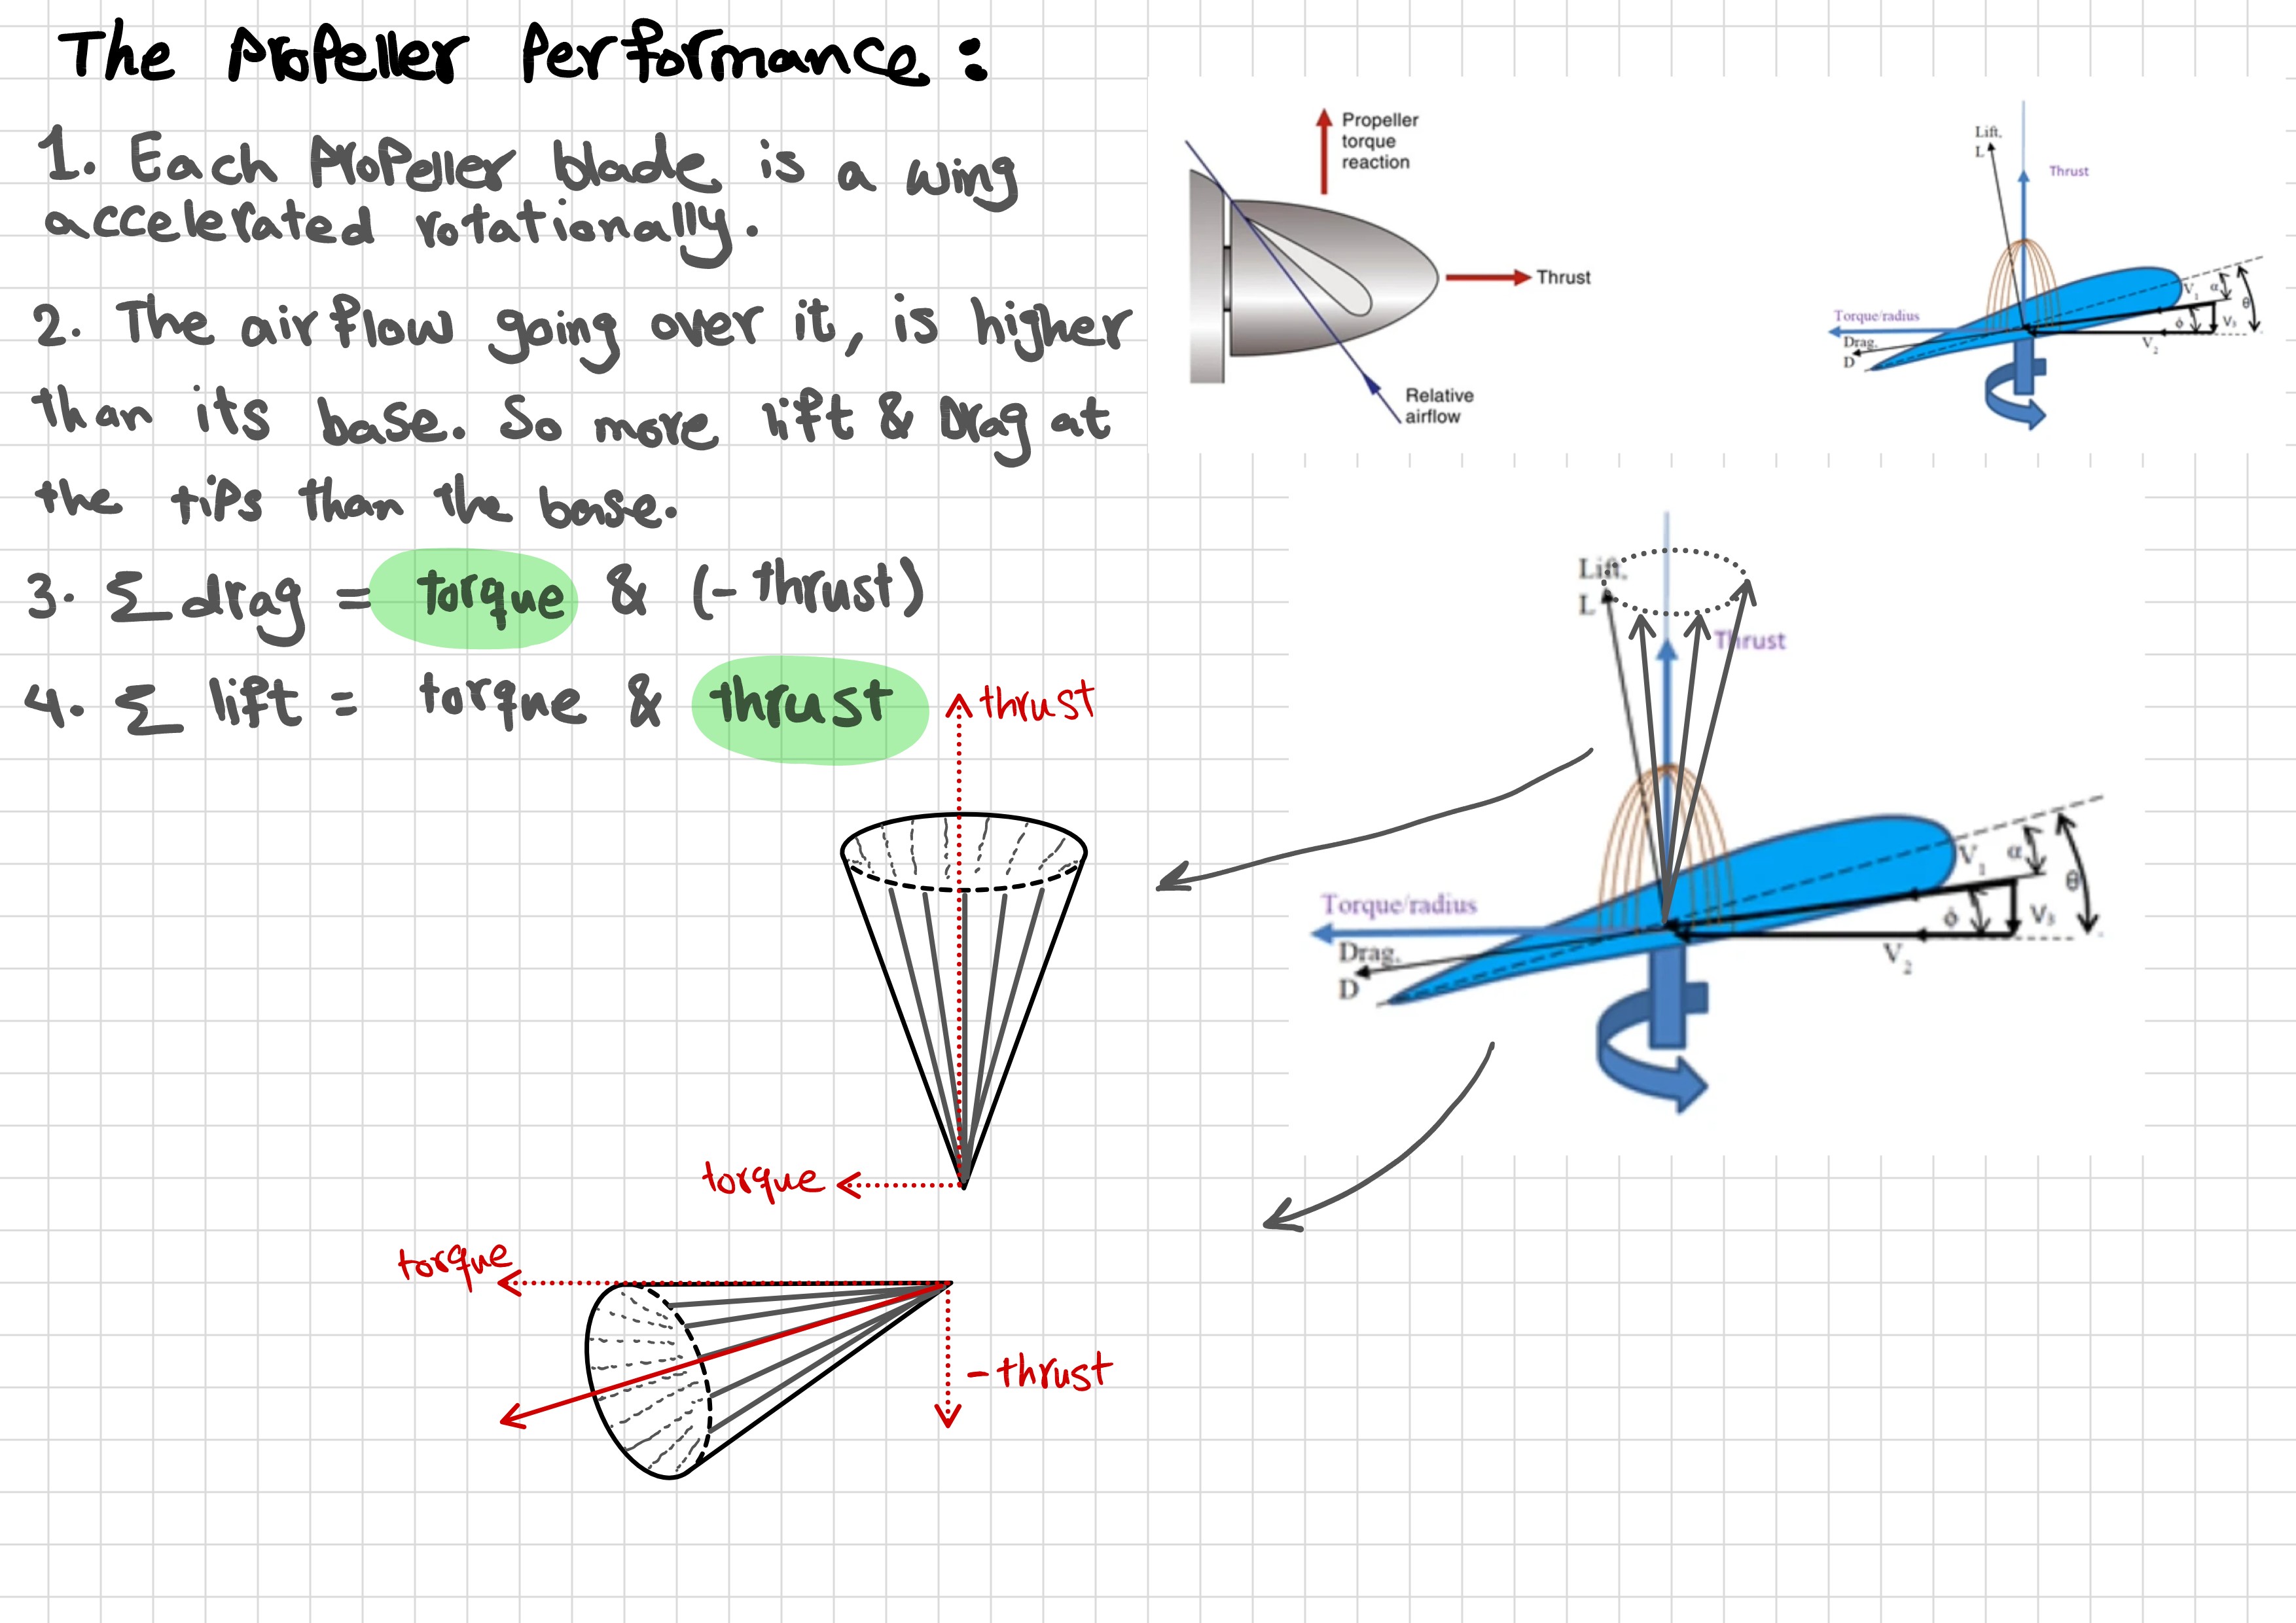 The Propeller Performance:
1. Each Propeller blade is a wing
accelerated rotationally.
2. The airflow going over it, is higher
than its base. So more lift & Drag at
the tips than the base.
3. Σ drag = torque & (- thrust)
4. Σ lift = torque & thrust
Propeller
torque
reaction
Thrust
Relative
airflow
Lift,
L
Thrust
Torque/radius
Drag,
D
V₁
α
θ
ϕ
V₃
V₂
Lift,
L
Thrust
Torque/radius
Drag,
D
V₁
α
θ
ϕ
V₃
V₂
thrust
torque
torque
- thrust